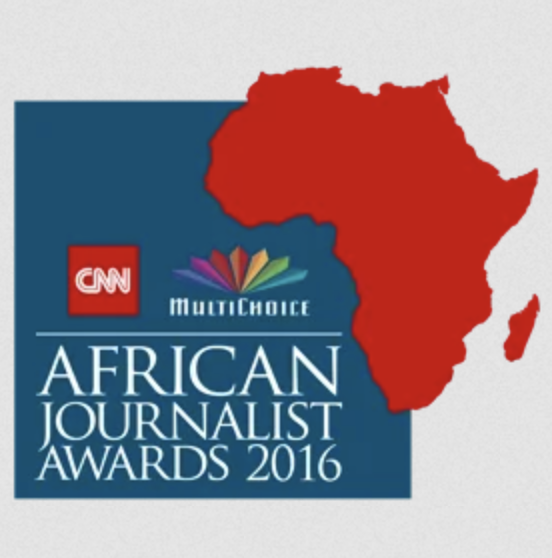 CNN
MULTICHOICE
AFRICAN
JOURNALIST
AWARDS 2016